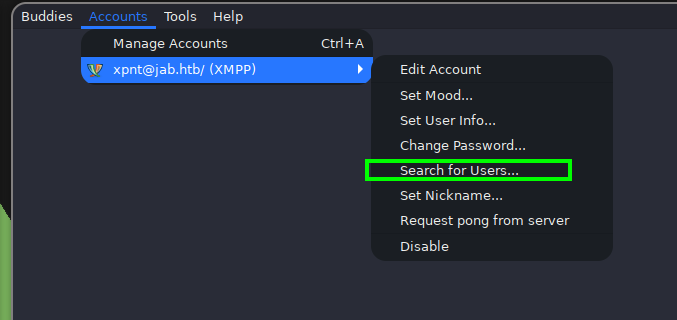 Buddies Accounts Tools Help
Manage Accounts Ctrl+A
xpnt@jab.htb/ (XMPP)
Edit Account
Set Mood...
Set User Info...
Change Password...
Search for Users...
Set Nickname...
Request pong from server
Disable